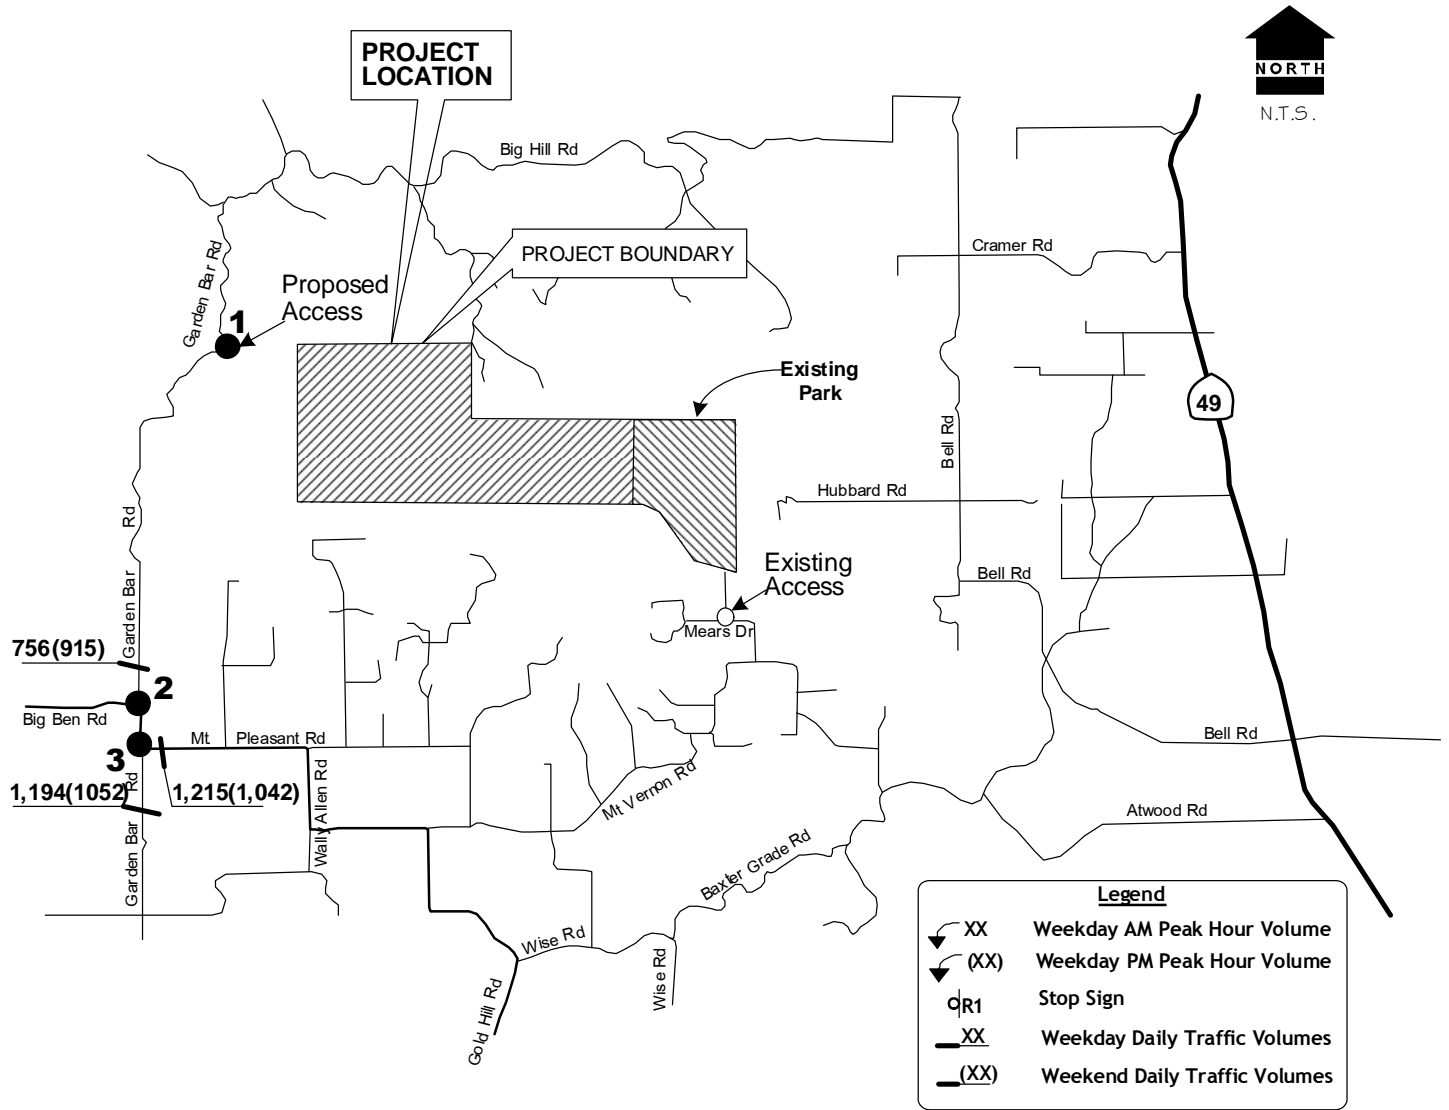 PROJECT
LOCATION
NORTH
N.T.S.
Big Hill Rd
PROJECT BOUNDARY
Cramer Rd
Garden Bar Rd
Proposed
Access
1
Existing
Park
49
Bell Rd
Hubbard Rd
Garden Bar Rd
Existing
Access
Bell Rd
Mears Dr
756(915)
2
Big Ben Rd
3
Mt Pleasant Rd
Bell Rd
1,194(1052)
1,215(1,042)
Wally Allen Rd
Mt Vernon Rd
Atwood Rd
Garden Bar Rd
Baxter Grade Rd
Wise Rd
Wise Rd
Gold Hill Rd
Legend
XX Weekday AM Peak Hour Volume
(XX) Weekday PM Peak Hour Volume
R1 Stop Sign
XX Weekday Daily Traffic Volumes
(XX) Weekend Daily Traffic Volumes